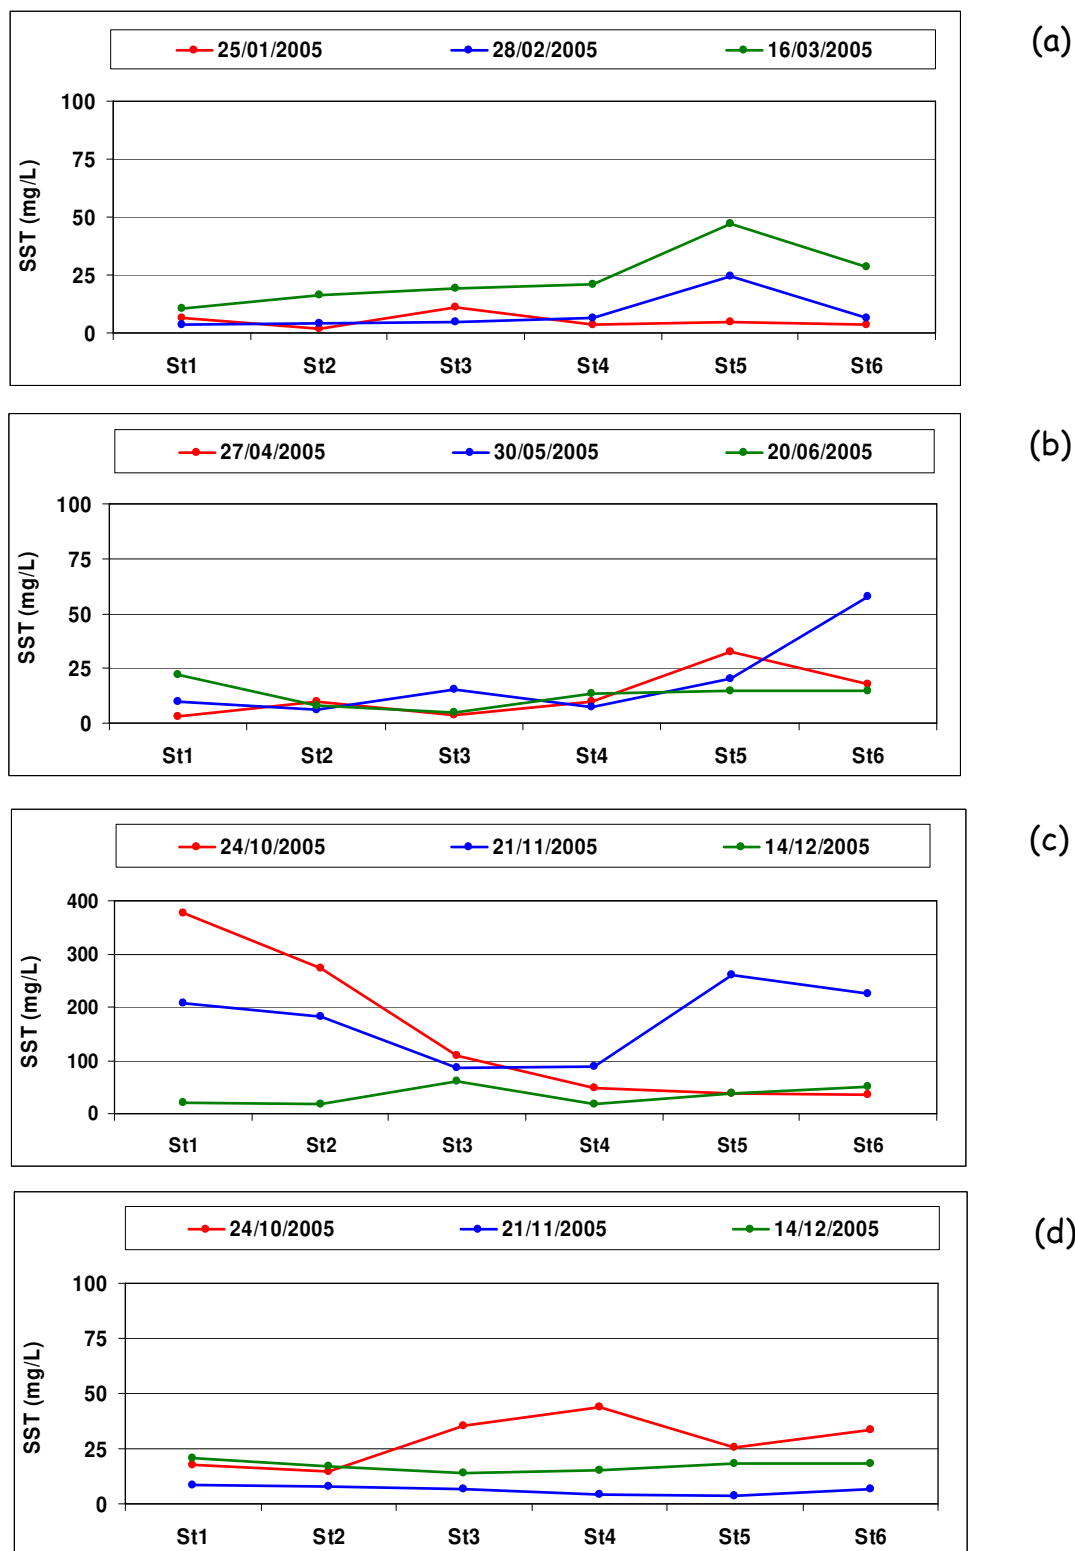 25/01/2005 28/02/2005 16/03/2005
(a)
100
75
50
25
0
SST (mg/L)
St1 St2 St3 St4 St5 St6
27/04/2005 30/05/2005 20/06/2005
(b)
100
75
50
25
0
SST (mg/L)
St1 St2 St3 St4 St5 St6
24/10/2005 21/11/2005 14/12/2005
(c)
400
300
200
100
0
SST (mg/L)
St1 St2 St3 St4 St5 St6
24/10/2005 21/11/2005 14/12/2005
(d)
100
75
50
25
0
SST (mg/L)
St1 St2 St3 St4 St5 St6